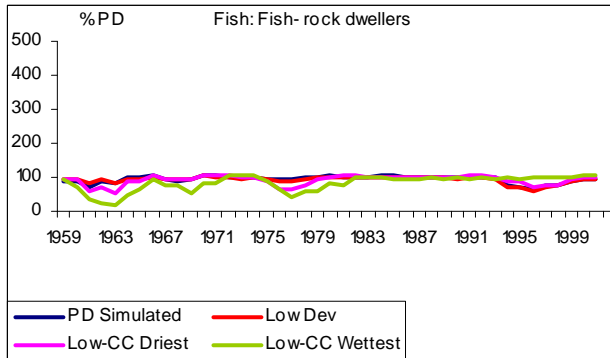 %PD Fish: Fish- rock dwellers
500
400
300
200
100
0
1959 1963 1967 1971 1975 1979 1983 1987 1991 1995 1999
PD Simulated Low Dev
Low-CC Driest Low-CC Wettest